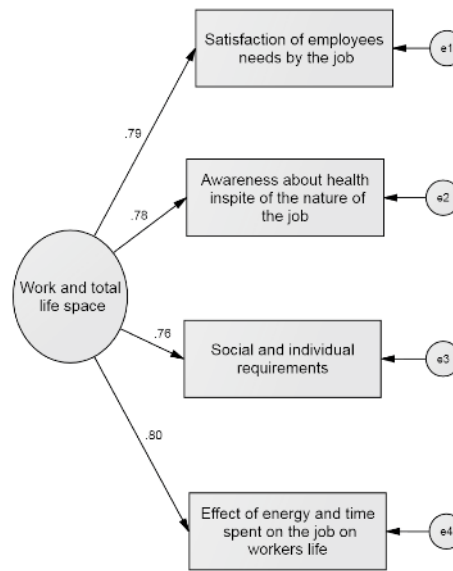 Satisfaction of employees
needs by the job
e1
.79
Awareness about health
inspite of the nature of
the job
e2
.78
Work and total
life space
.76
Social and individual
requirements
e3
.80
Effect of energy and time
spent on the job on
workers life
e4